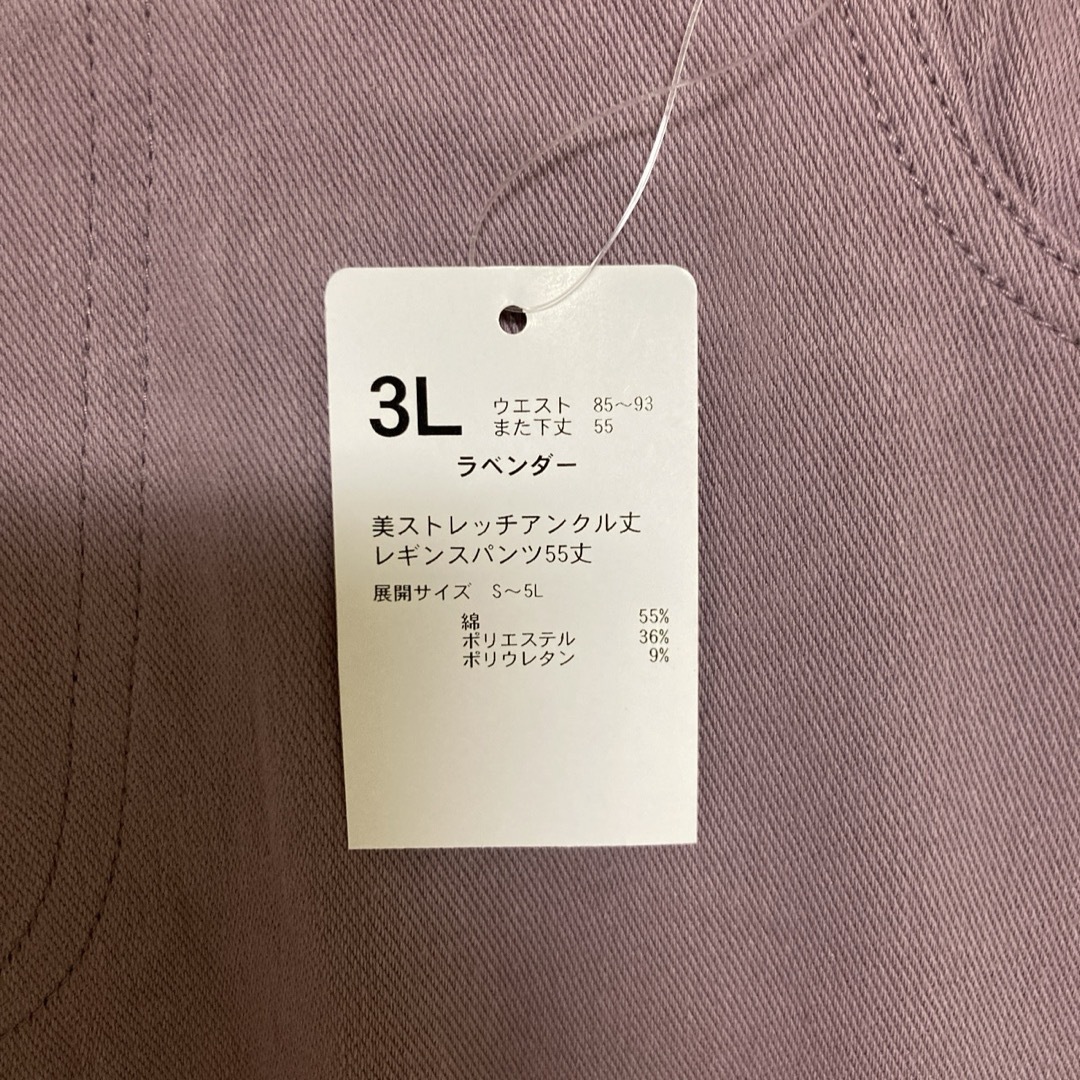 3L
ウエスト 85～93
また下丈 55
ラベンダー
美ストレッチアンクル丈
レギンスパンツ55丈
展開サイズ S～5L
綿 55%
ポリエステル 36%
ポリウレタン 9%